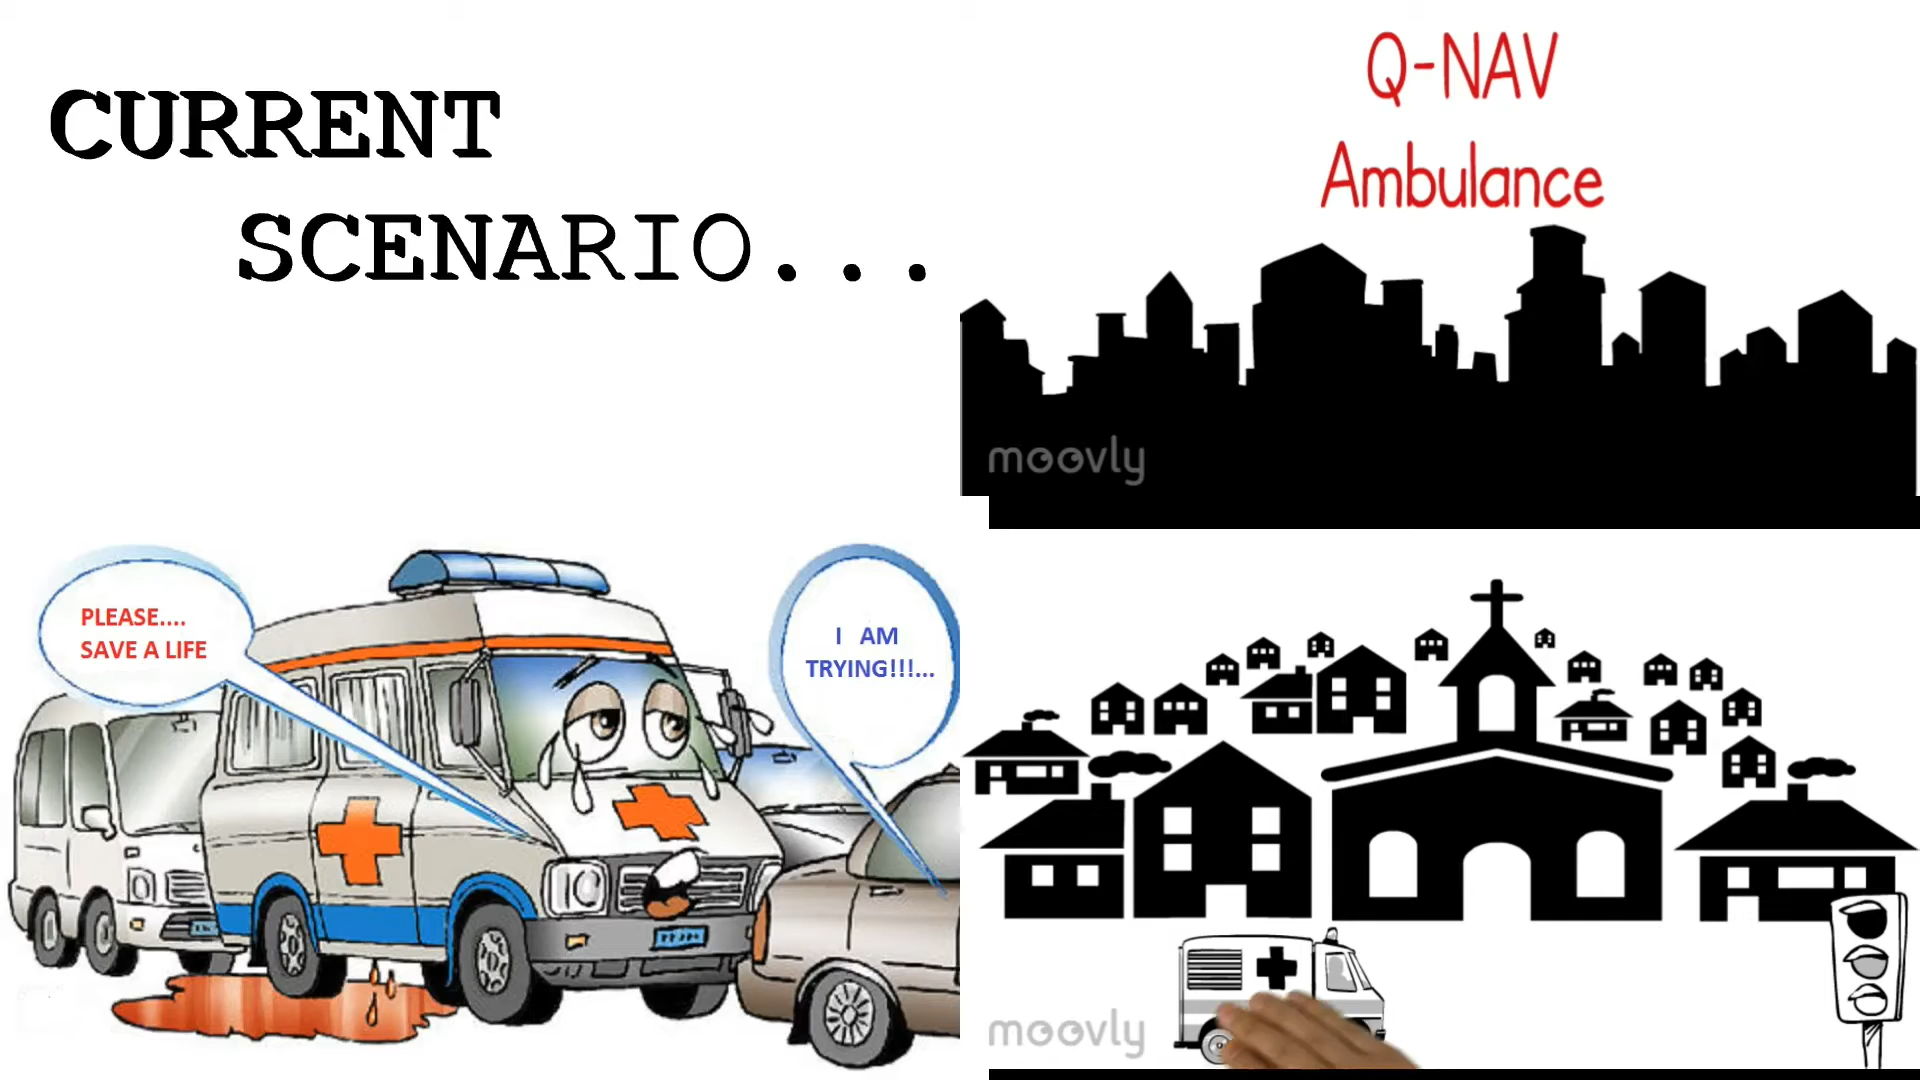 CURRENT
SCENARIO...
Q-NAV
Ambulance
moovly
PLEASE....
SAVE A LIFE
I AM
TRYING!!!...
moovly